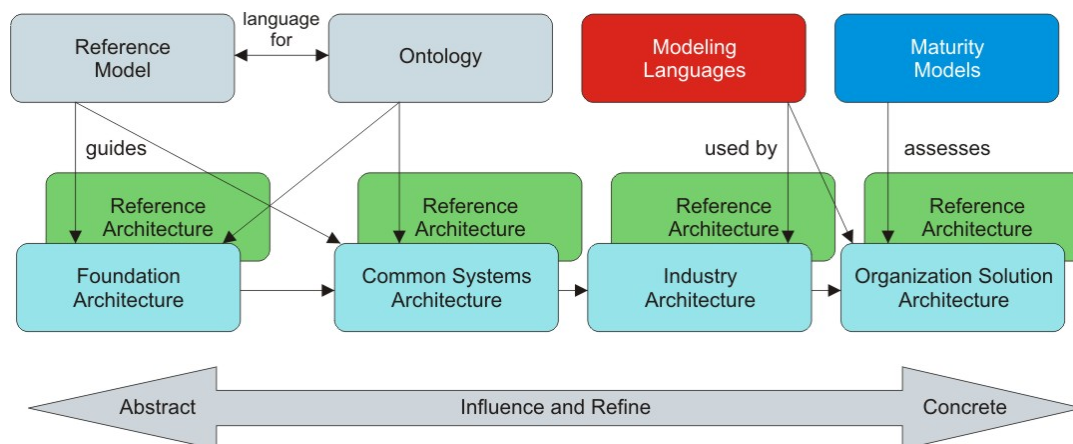 language
for
Reference
Model
Ontology
Modeling
Languages
Maturity
Models
guides
used by
assesses
Reference
Architecture
Reference
Architecture
Reference
Architecture
Reference
Architecture
Foundation
Architecture
Common Systems
Architecture
Industry
Architecture
Organization Solution
Architecture
Abstract
Influence and Refine
Concrete